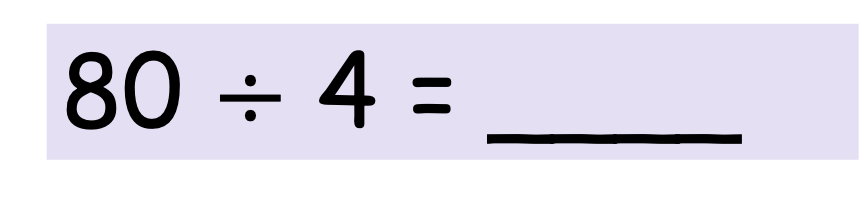 80 ÷ 4 = ____